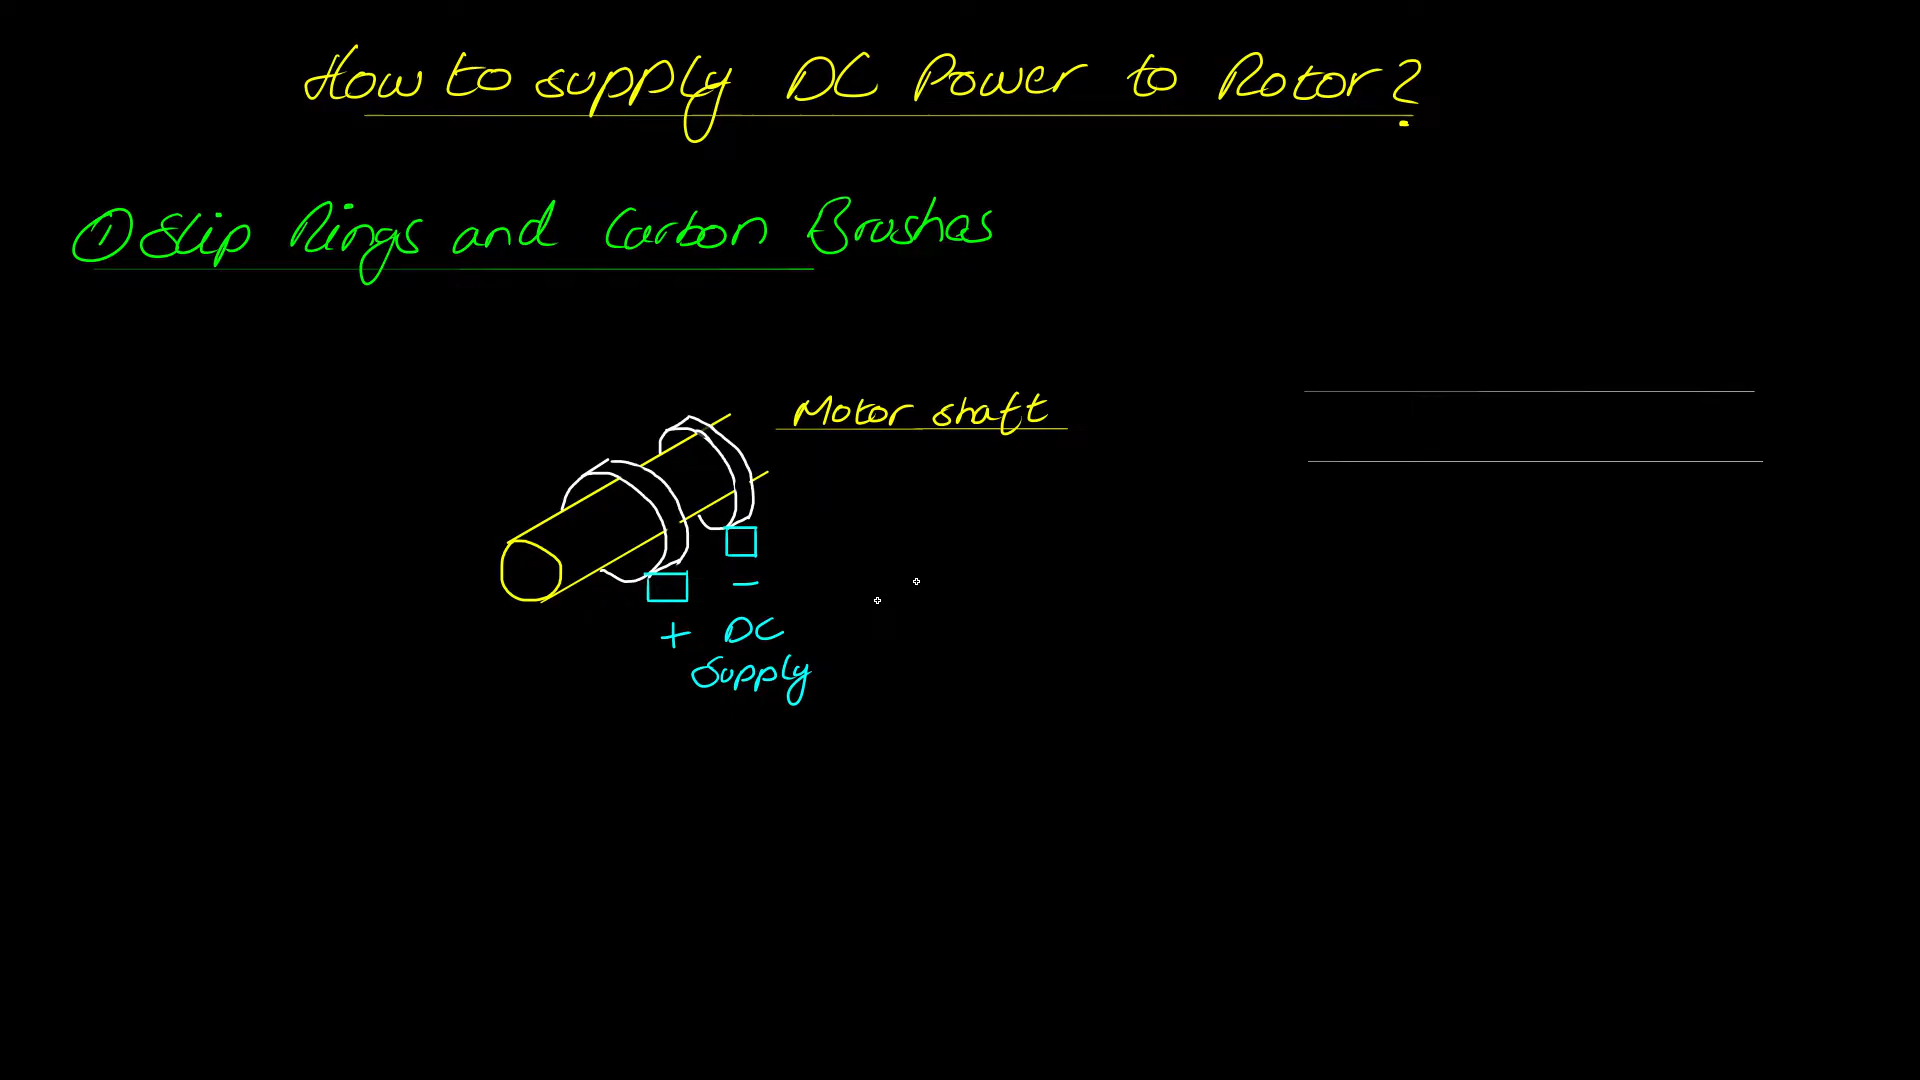 How to supply DC Power to Rotor?
① Slip Rings and Carbon Brushes
Motor shaft
−
+ DC
Supply